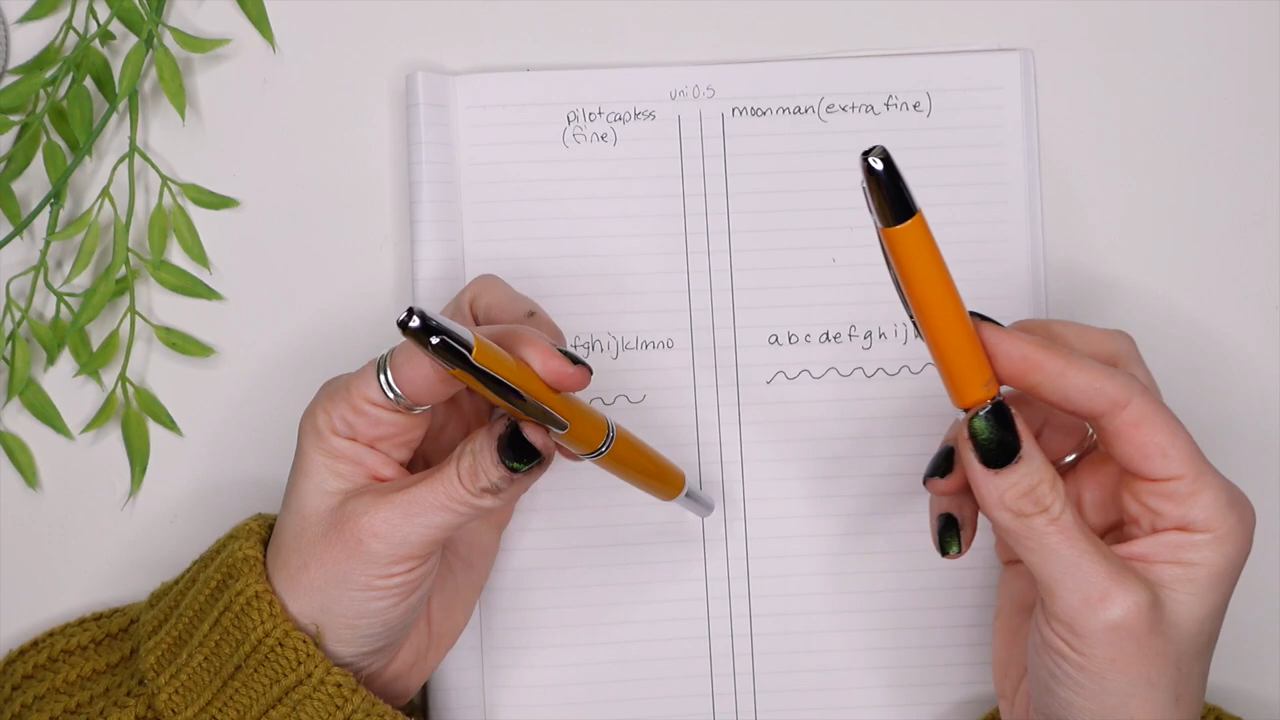 uni 0.5
pilot capless
(fine)
moonman (extra fine)
fghijklmno
abcdefghij